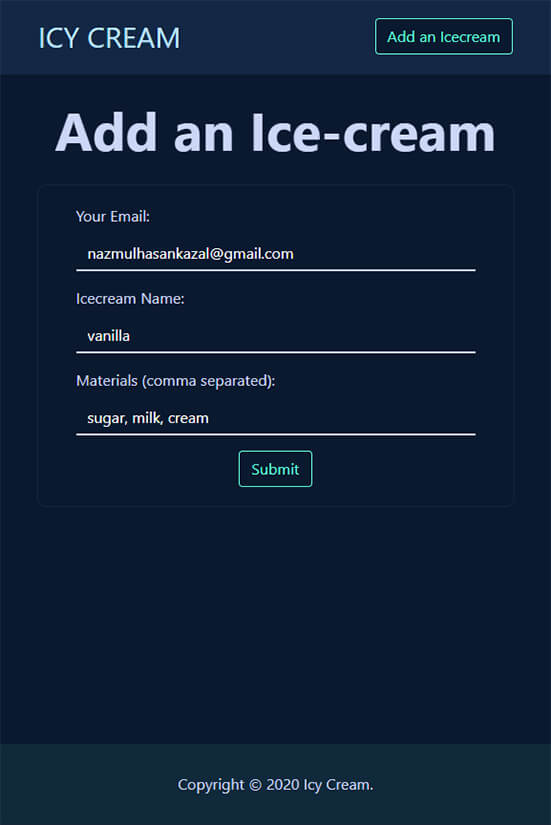 ICY CREAM
Add an Icecream
Add an Ice-cream
Your Email:
nazmulhasankazal@gmail.com
Icecream Name:
vanilla
Materials (comma separated):
sugar, milk, cream
Submit
Copyright © 2020 Icy Cream.